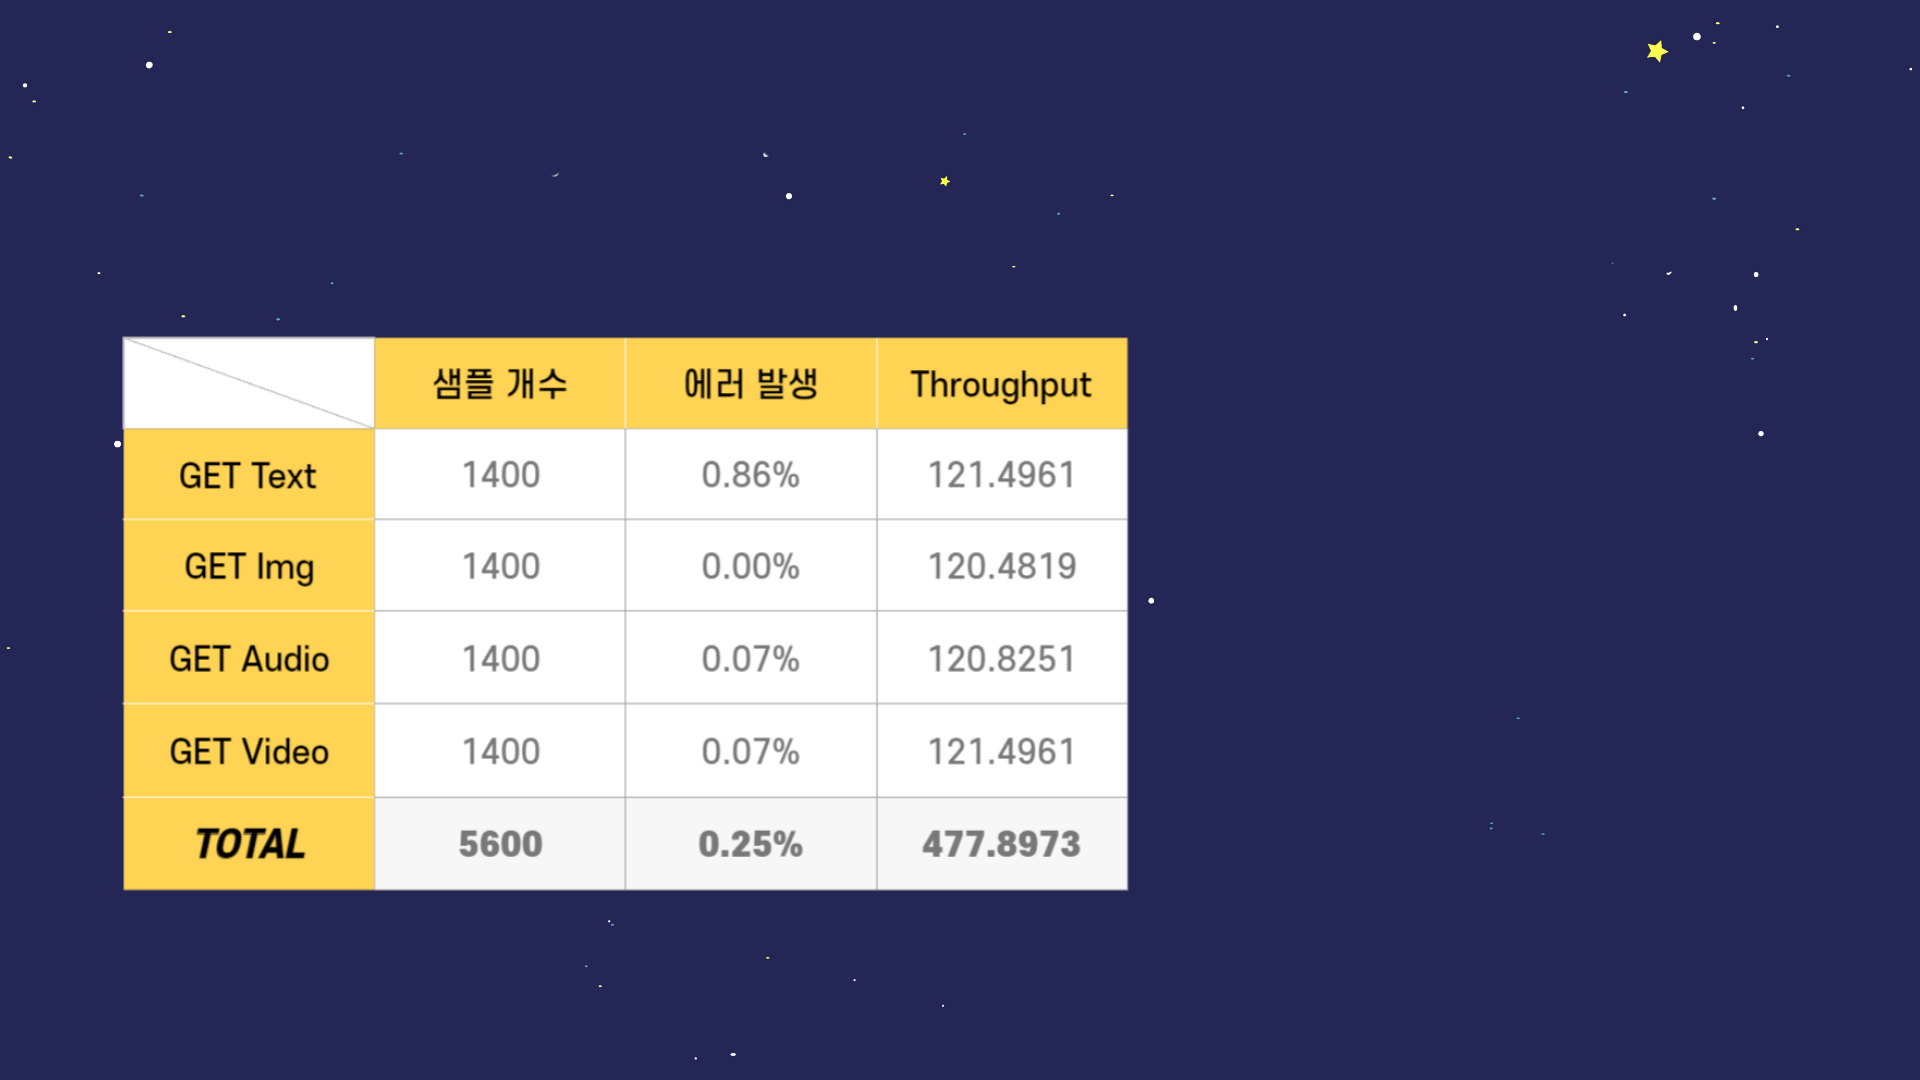 샘플 개수 에러 발생 Throughput
GET Text 1400 0.86% 121.4961
GET Img 1400 0.00% 120.4819
GET Audio 1400 0.07% 120.8251
GET Video 1400 0.07% 121.4961
TOTAL 5600 0.25% 477.8973